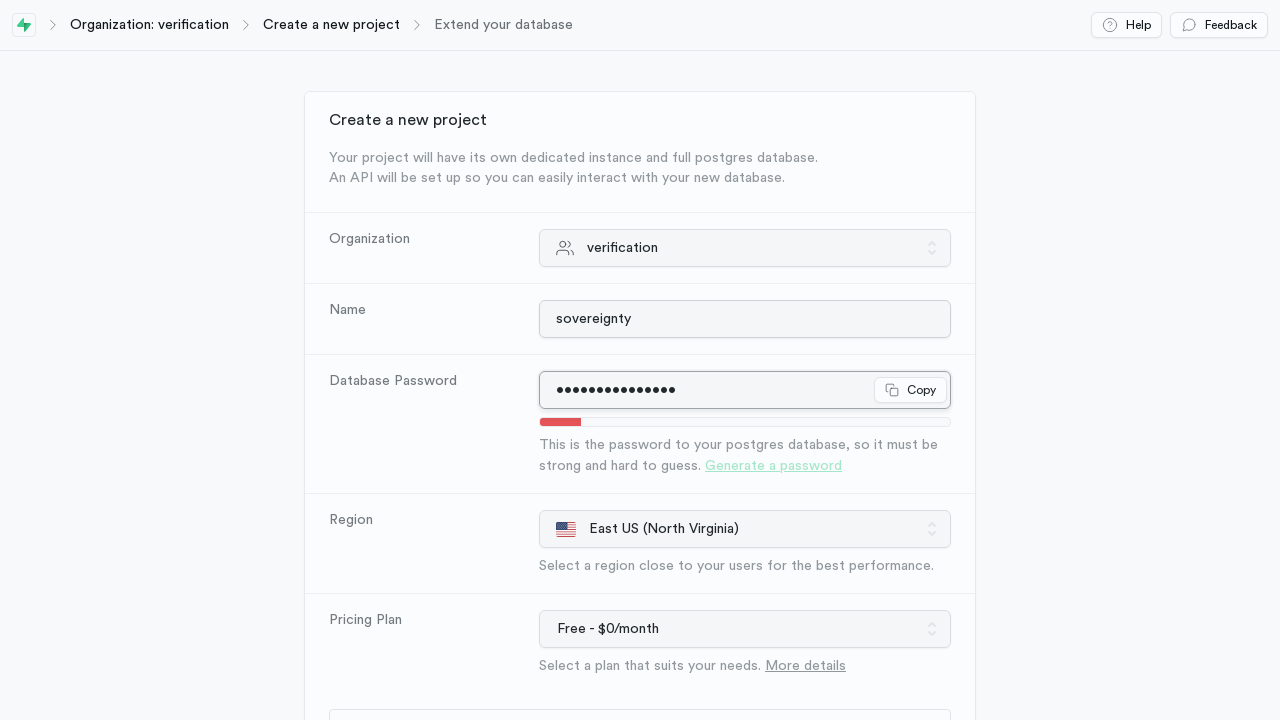 Organization: verification
Create a new project
Extend your database
Help
Feedback
Create a new project
Your project will have its own dedicated instance and full postgres database.
An API will be set up so you can easily interact with your new database.
Organization
verification
Name
sovereignty
Database Password
•••••••••••••••
Copy
This is the password to your postgres database, so it must be
strong and hard to guess. Generate a password
Region
East US (North Virginia)
Select a region close to your users for the best performance.
Pricing Plan
Free - $0/month
Select a plan that suits your needs. More details